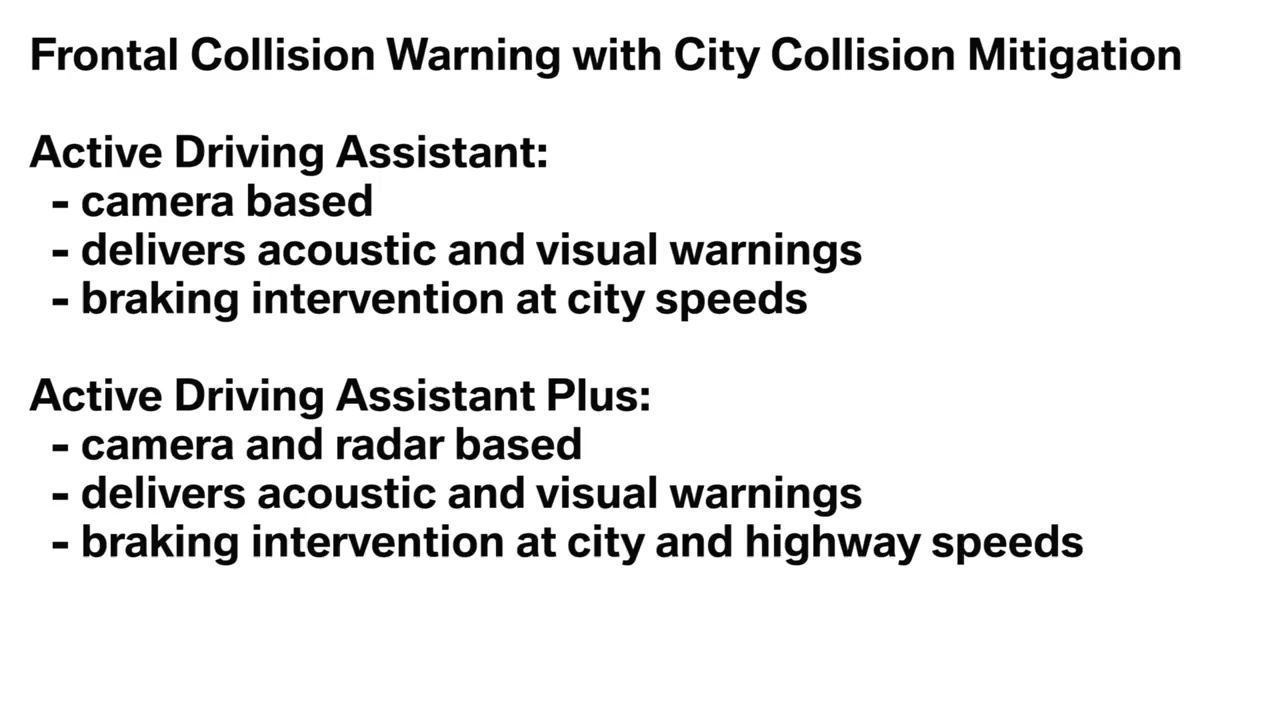 Frontal Collision Warning with City Collision Mitigation
Active Driving Assistant:
- camera based
- delivers acoustic and visual warnings
- braking intervention at city speeds
Active Driving Assistant Plus:
- camera and radar based
- delivers acoustic and visual warnings
- braking intervention at city and highway speeds